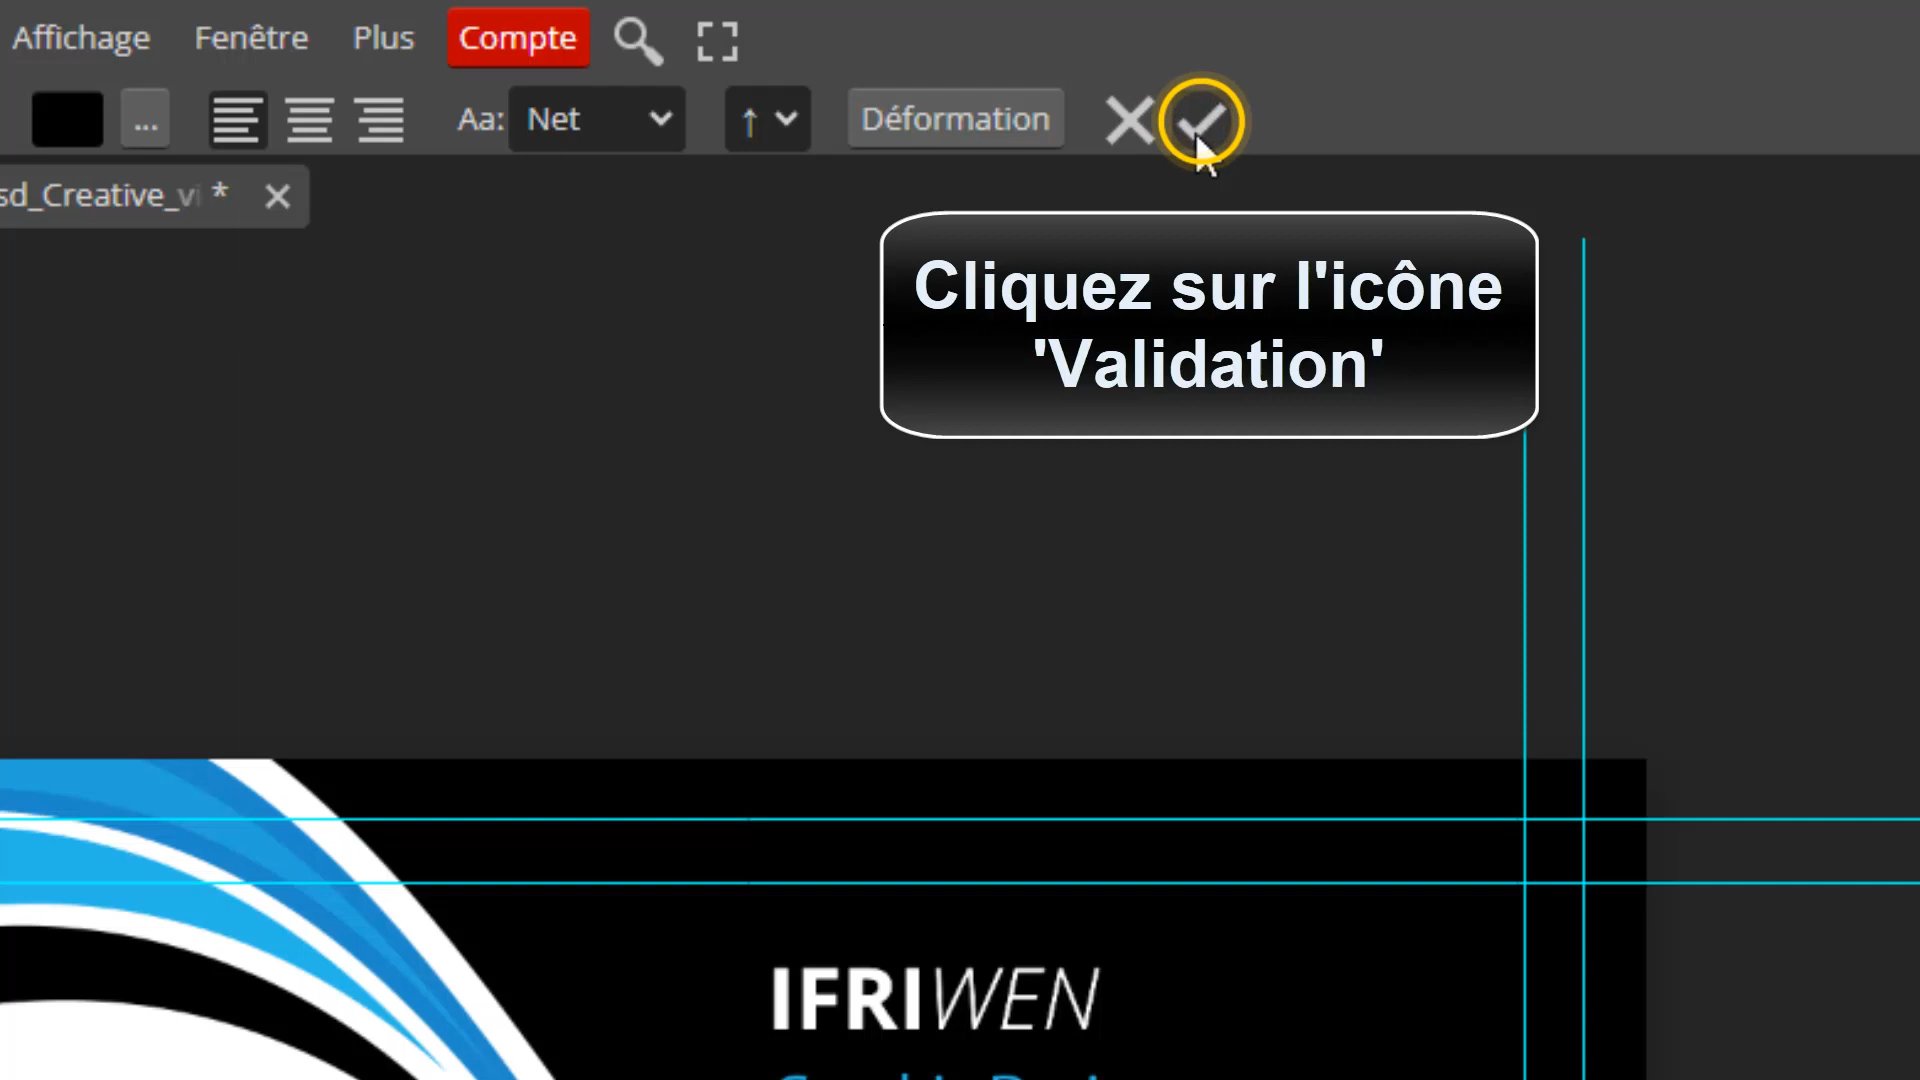 Affichage Fenêtre Plus Compte
... Aa: Net ↑ Déformation
sd_Creative_vi *
Cliquez sur l'icône
'Validation'
IFRIWEN